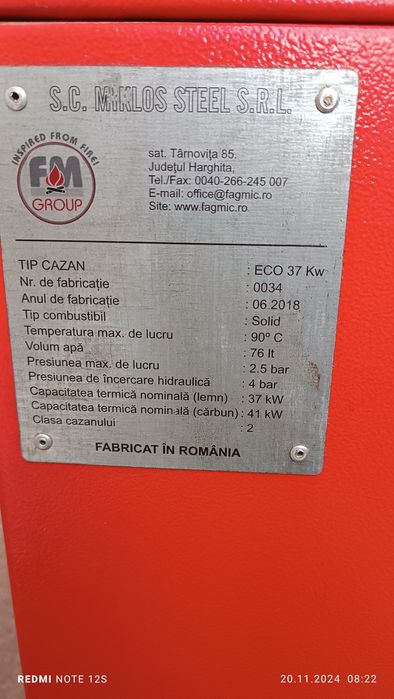 S.C. MIKLOS STEEL S.R.L.
INSPIRED FROM FIRE!
FM
GROUP
sat. Târnovița 85.
Județul Harghita,
Tel./Fax: 0040-266-245 007
E-mail: office@fagmic.ro
Site: www.fagmic.ro
TIP CAZAN : ECO 37 Kw
Nr. de fabricație : 0034
Anul de fabricație : 06.2018
Tip combustibil : Solid
Temperatura max. de lucru : 90º C
Volum apă : 76 lt
Presiunea max. de lucru : 2.5 bar
Presiunea de încercare hidraulică : 4 bar
Capacitatea termică nominală (lemn) : 37 kW
Capacitatea termică nominală (cărbun) : 41 kW
Clasa cazanului : 2
FABRICAT ÎN ROMÂNIA
REDMI NOTE 12S
20.11.2024 08:22